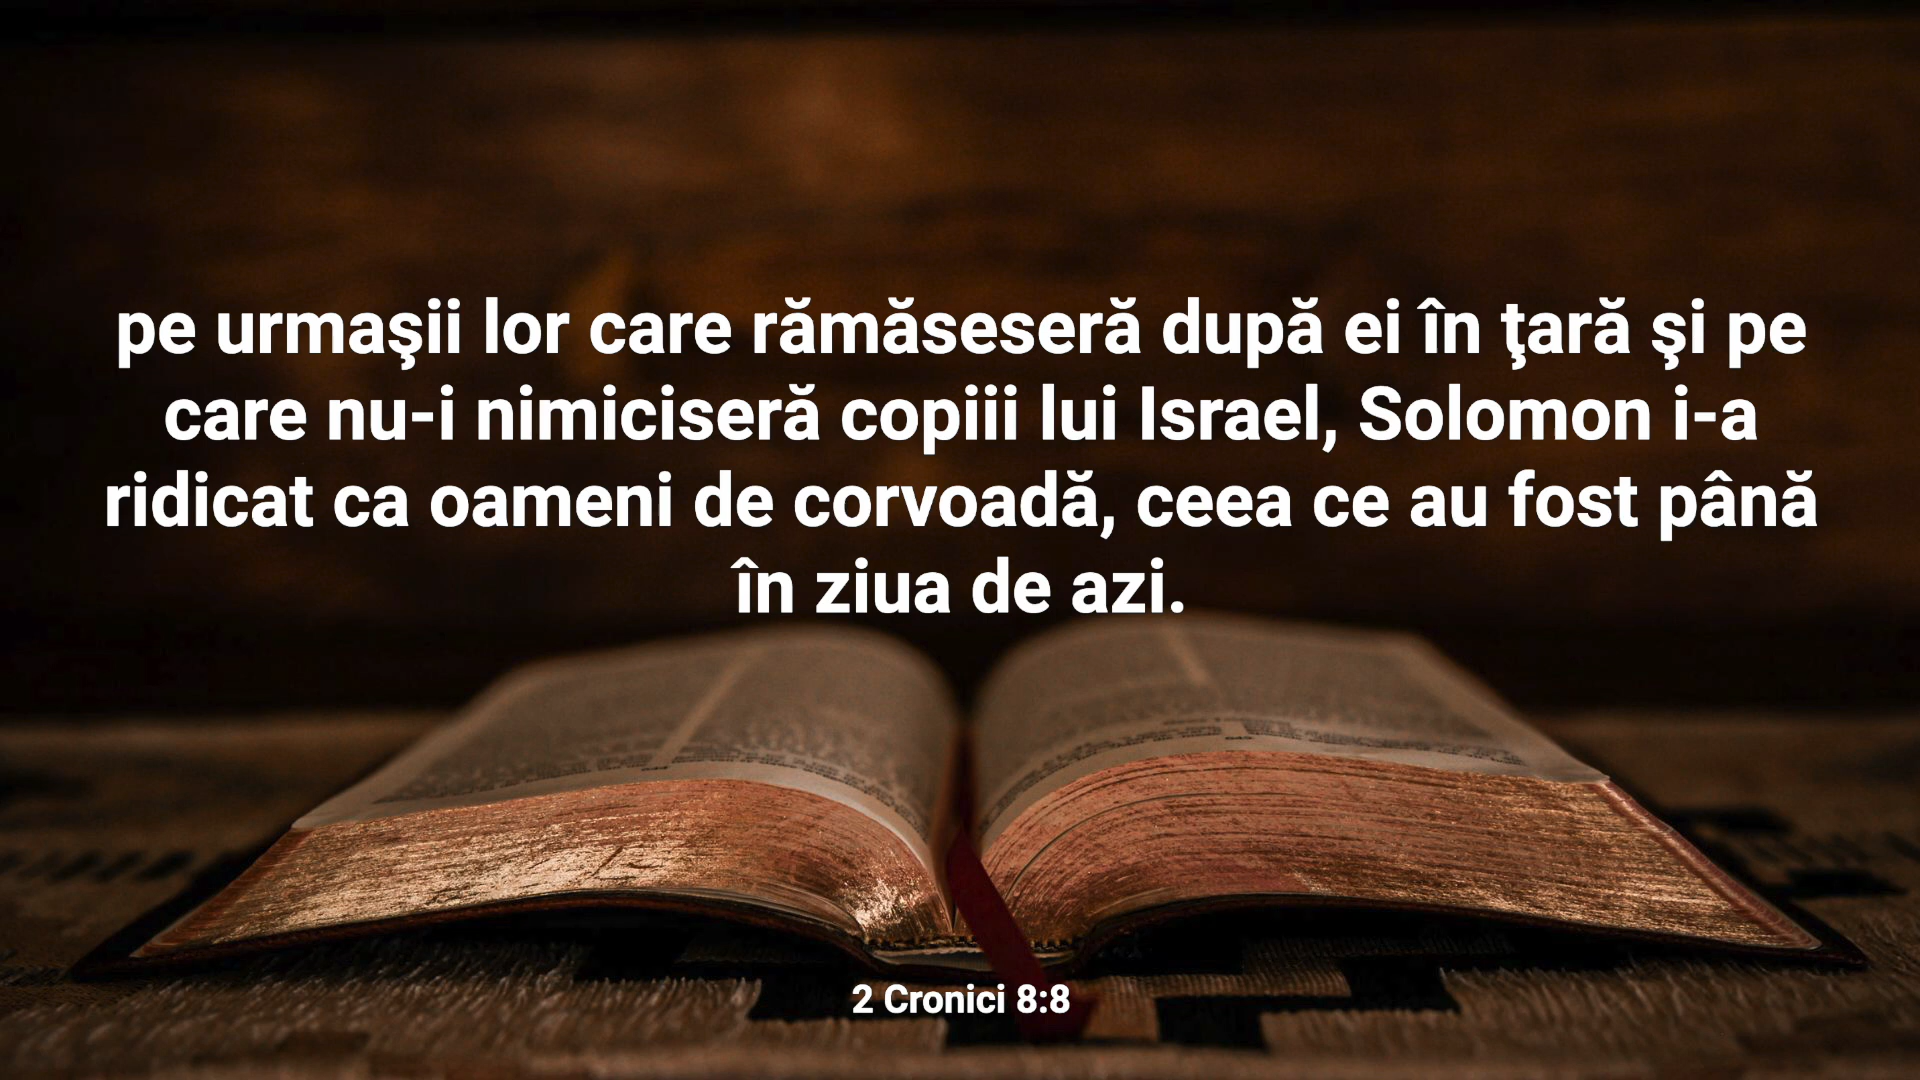 pe urmaşii lor care rămăseseră după ei în ţară şi pe
care nu-i nimiciseră copiii lui Israel, Solomon i-a
ridicat ca oameni de corvoadă, ceea ce au fost până
în ziua de azi.
2 Cronici 8:8